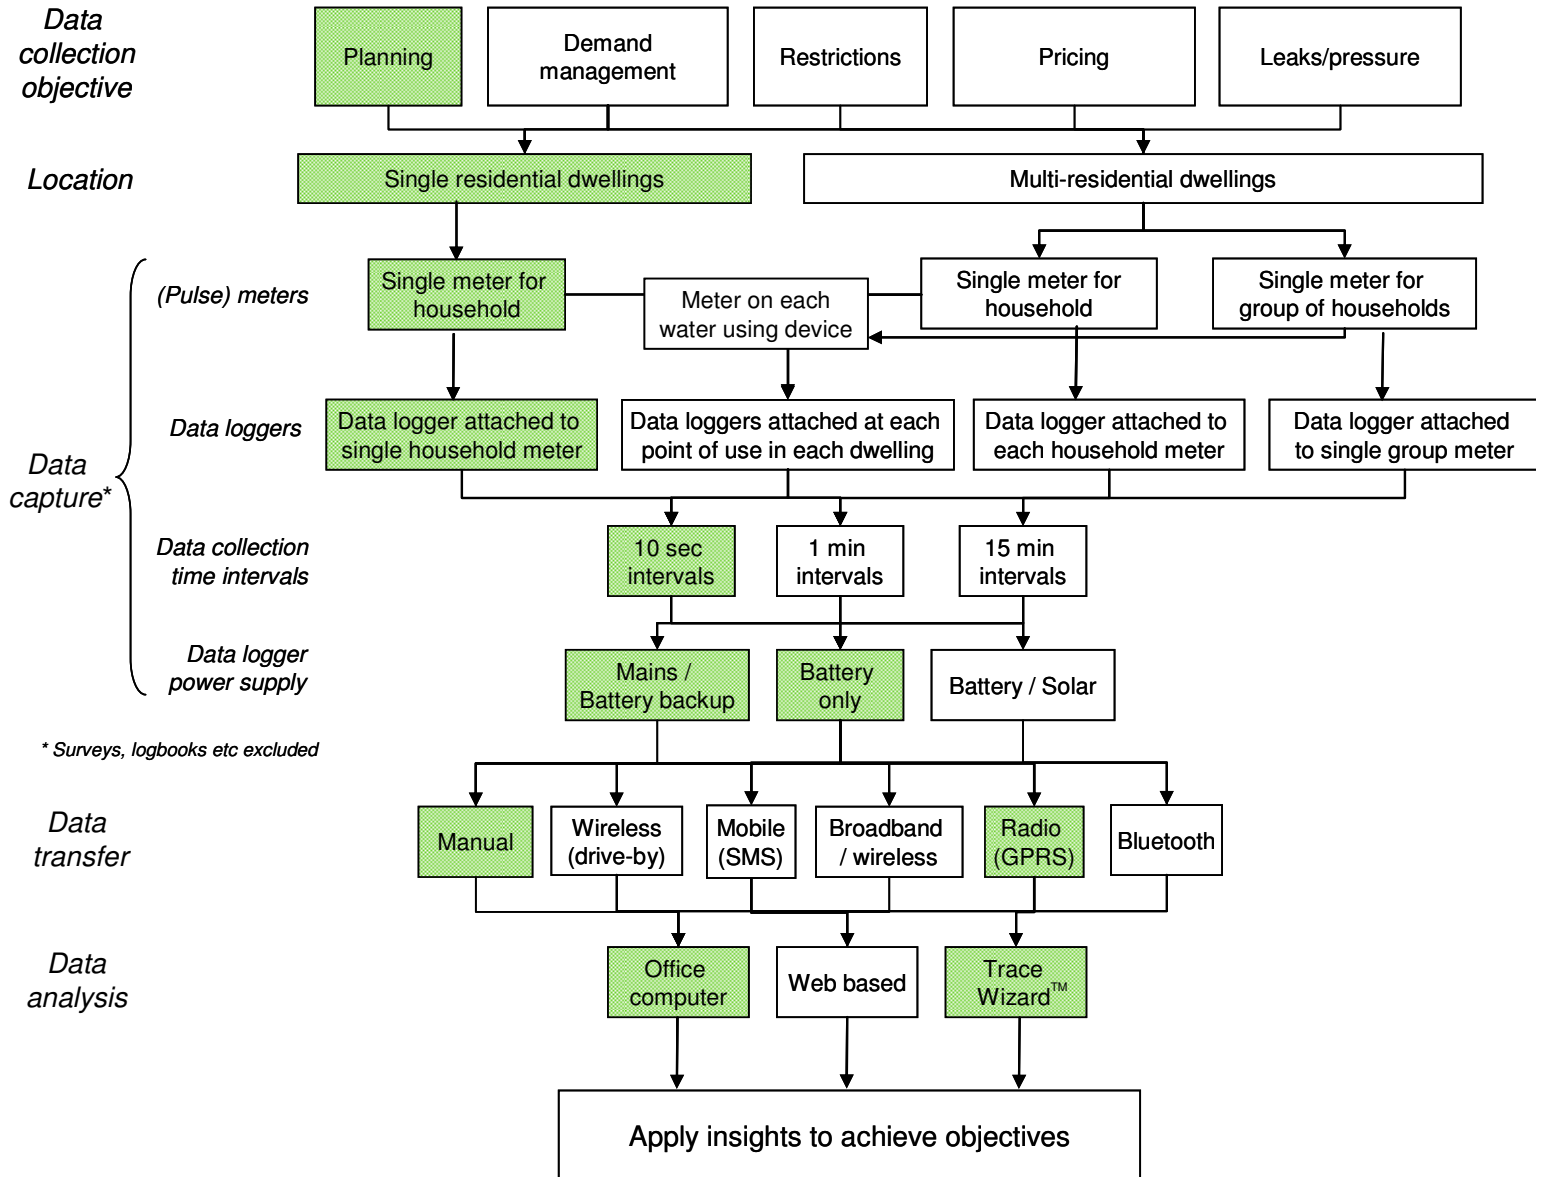 Data
collection
objective
Planning
Demand
management
Restrictions
Pricing
Leaks/pressure
Location
Single residential dwellings
Multi-residential dwellings
(Pulse) meters
Single meter for
household
Meter on each
water using device
Single meter for
household
Single meter for
group of households
Data
capture*
Data loggers
Data logger attached to
single household meter
Data loggers attached at each
point of use in each dwelling
Data logger attached to
each household meter
Data logger attached
to single group meter
Data collection
time intervals
10 sec
intervals
1 min
intervals
15 min
intervals
Data logger
power supply
Mains /
Battery backup
Battery
only
Battery / Solar
* Surveys, logbooks etc excluded
Data
transfer
Manual
Wireless
(drive-by)
Mobile
(SMS)
Broadband
/ wireless
Radio
(GPRS)
Bluetooth
Data
analysis
Office
computer
Web based
Trace
Wizard™
Apply insights to achieve objectives